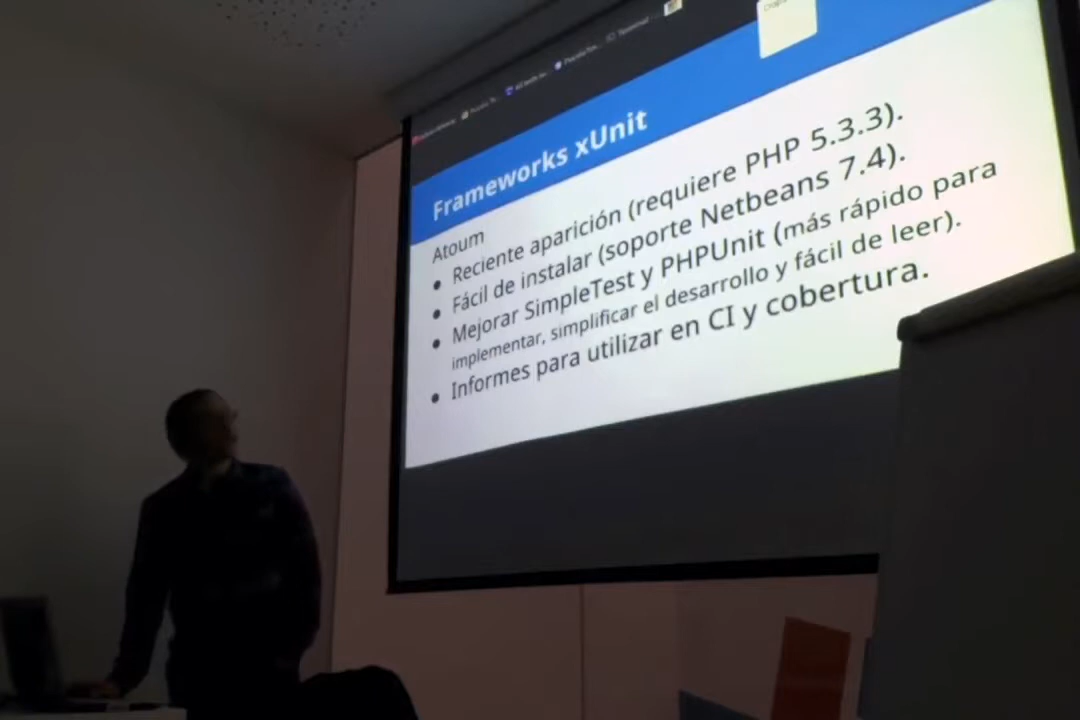 Frameworks xUnit
Atoum
● Reciente aparición (requiere PHP 5.3.3).
● Fácil de instalar (soporte Netbeans 7.4).
● Mejorar SimpleTest y PHPUnit (más rápido para
implementar, simplificar el desarrollo y fácil de leer).
● Informes para utilizar en CI y cobertura.